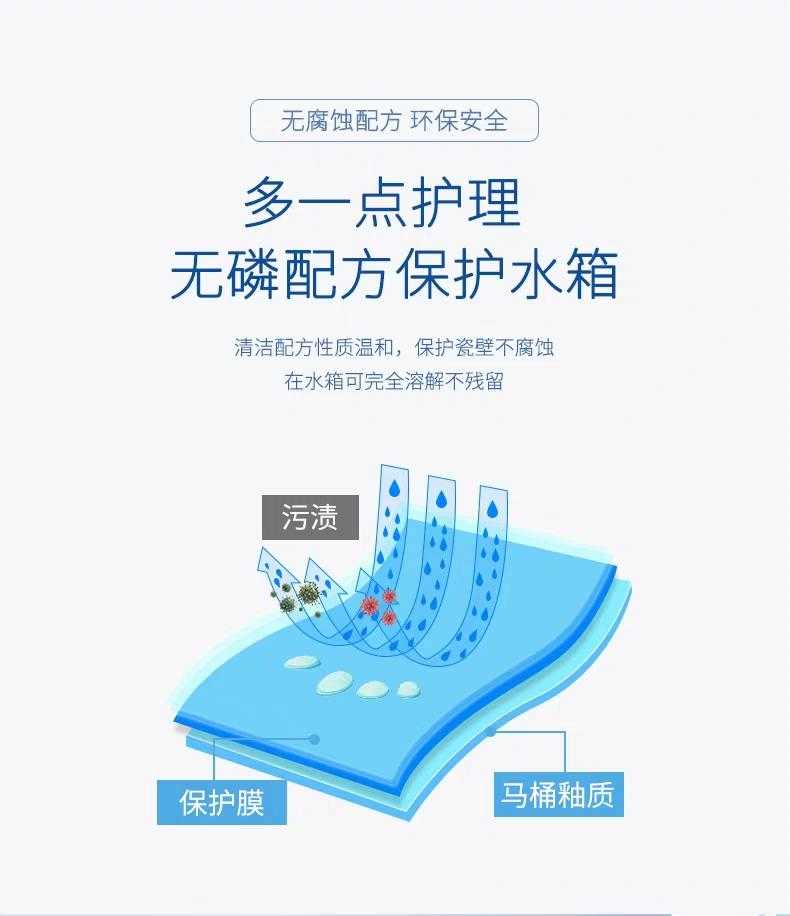 无腐蚀配方 环保安全
多一点护理
无磷配方保护水箱
清洁配方性质温和，保护瓷壁不腐蚀
在水箱可完全溶解不残留
污渍
保护膜
马桶釉质